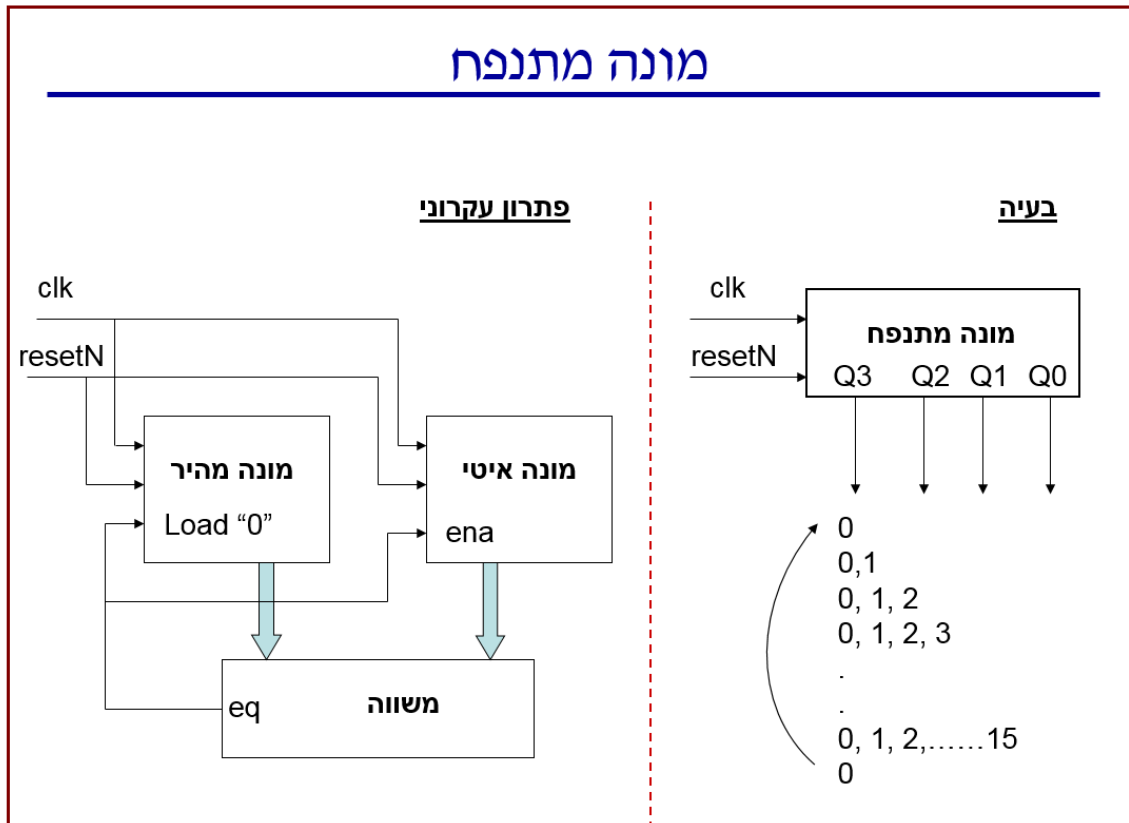 מונה מתנפח
בעיה
clk
resetN
מונה מתנפח
Q3 Q2 Q1 Q0
0
0,1
0, 1, 2
0, 1, 2, 3
.
.
0, 1, 2,......15
0
פתרון עקרוני
clk
resetN
מונה מהיר
Load “0”
מונה איטי
ena
משווה
eq